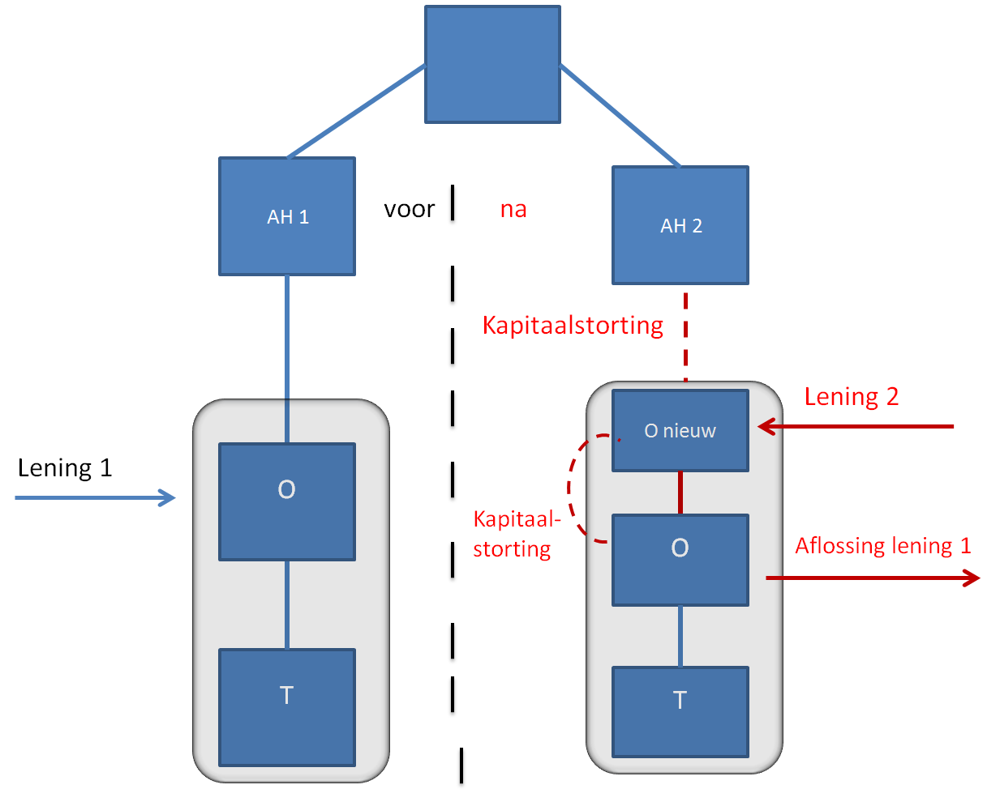 AH 1
voor
na
AH 2
Kapitaalstorting
Lening 1
O
T
O nieuw
Lening 2
Kapitaal-
storting
O
Aflossing lening 1
T